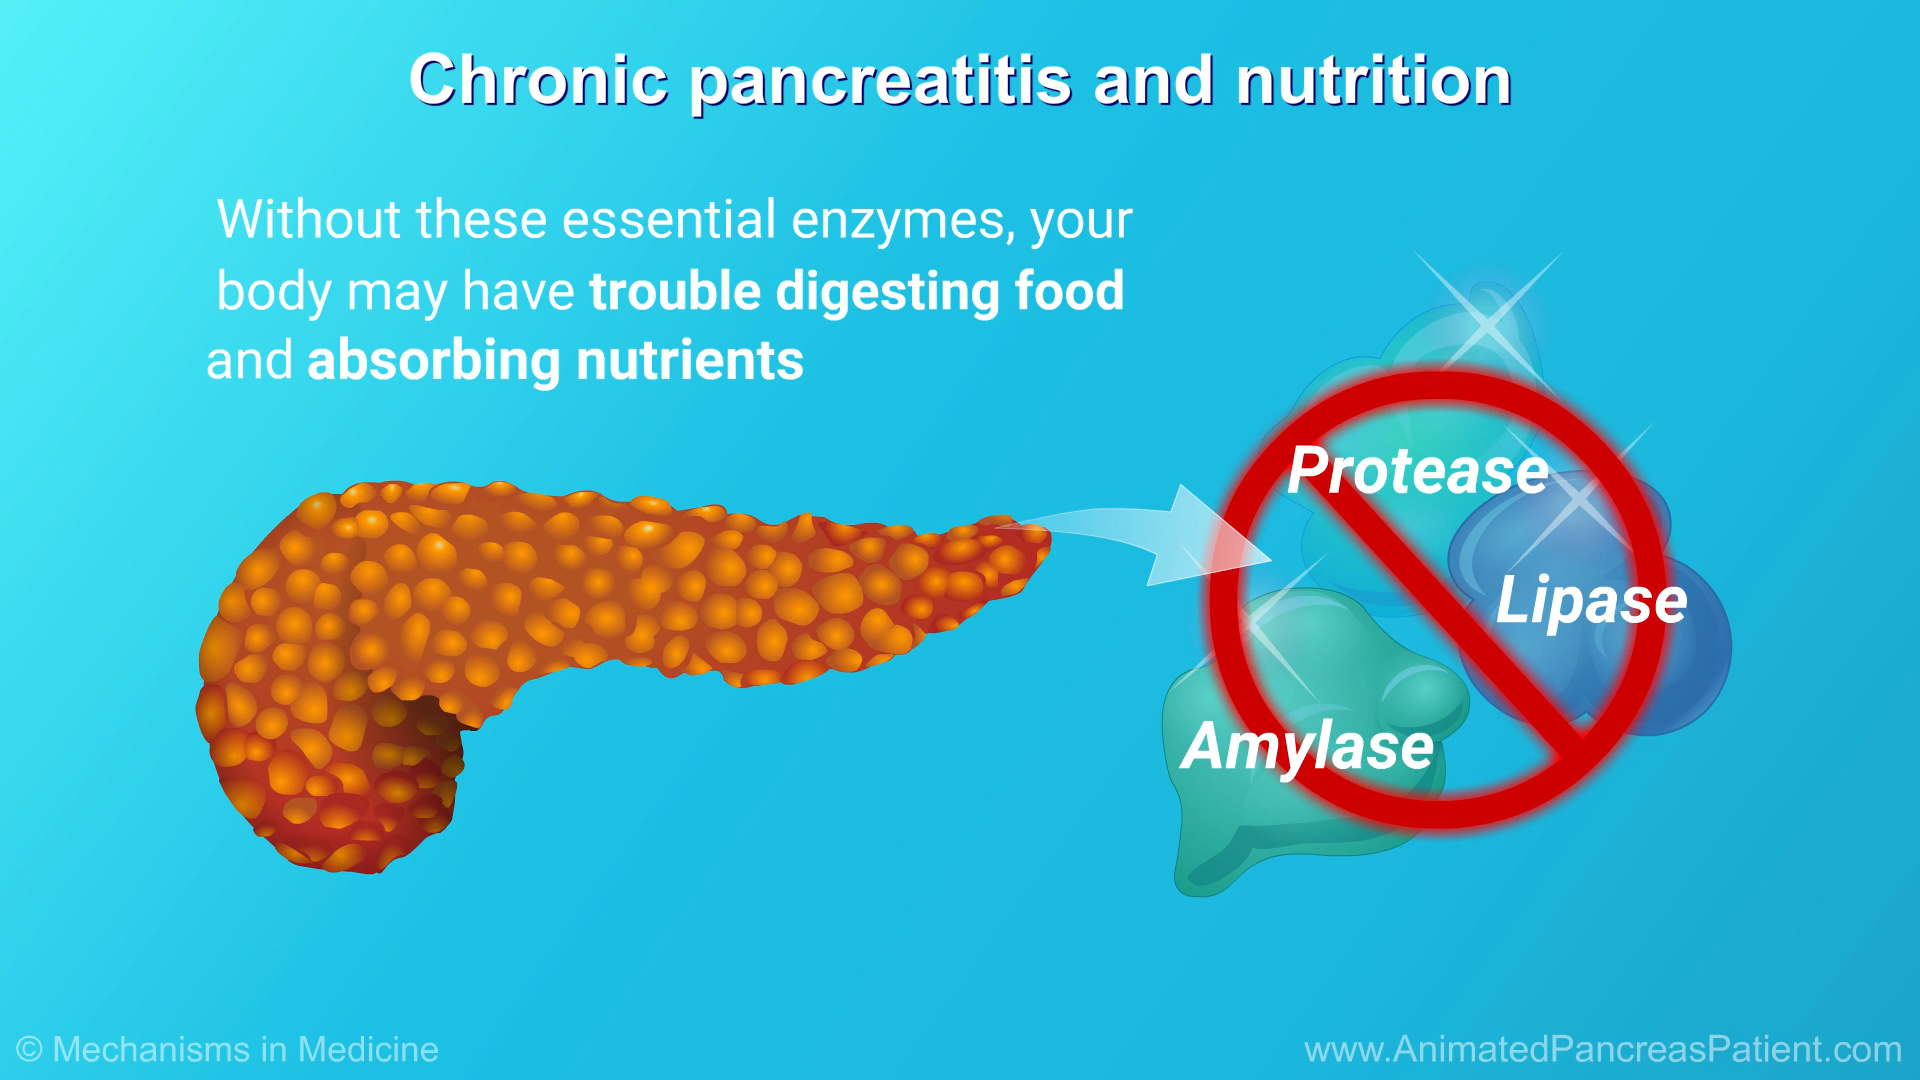 Chronic pancreatitis and nutrition
Without these essential enzymes, your
body may have trouble digesting food
and absorbing nutrients
Protease
Lipase
Amylase
© Mechanisms in Medicine
www.AnimatedPancreasPatient.com